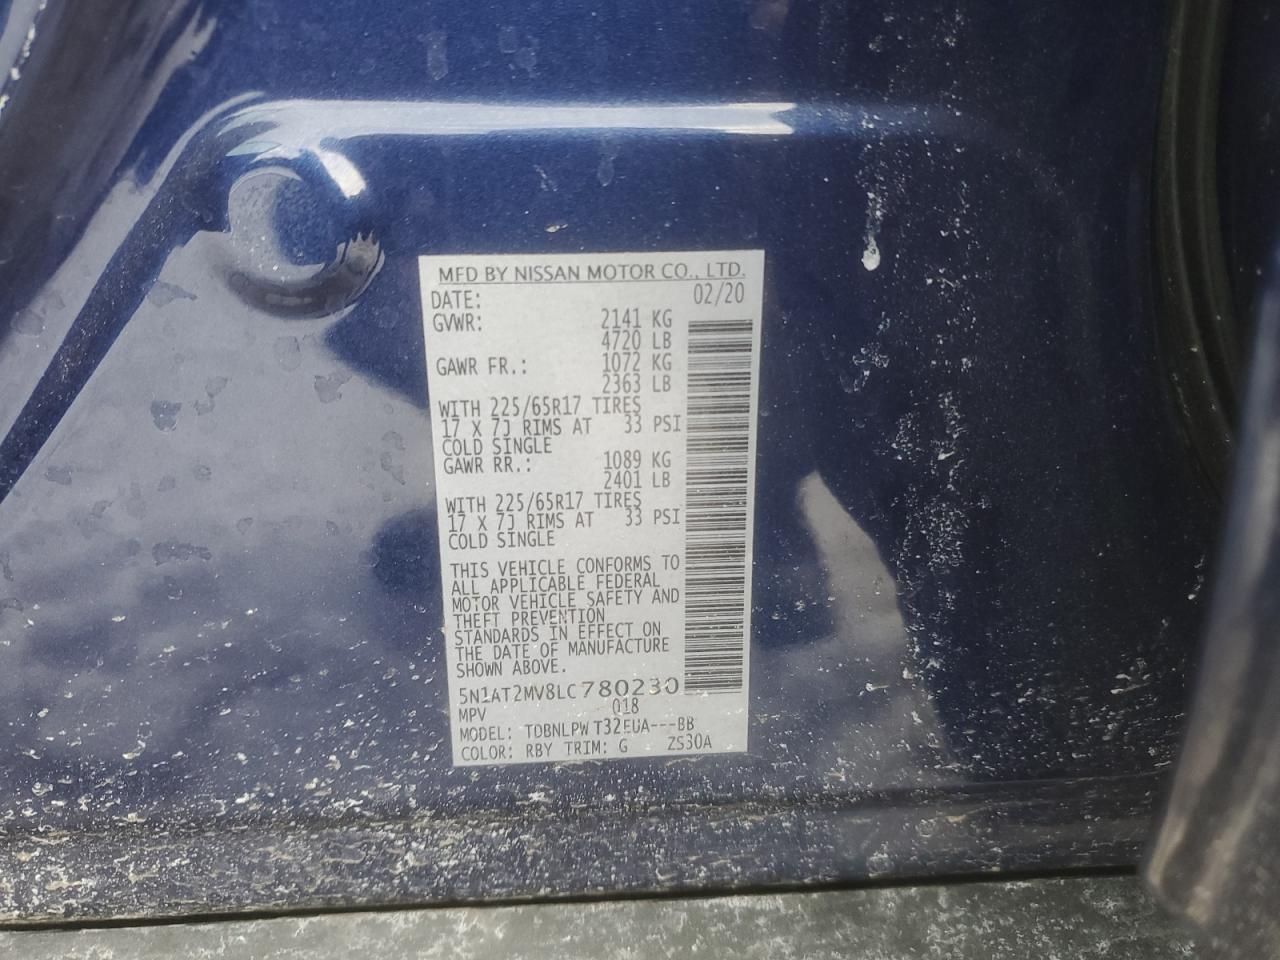 MFD BY NISSAN MOTOR CO., LTD.
DATE: 02/20
GVWR: 2141 KG
4720 LB
GAWR FR.: 1072 KG
2363 LB
WITH 225/65R17 TIRES
17 X 7J RIMS AT 33 PSI
COLD SINGLE
GAWR RR.: 1089 KG
2401 LB
WITH 225/65R17 TIRES
17 X 7J RIMS AT 33 PSI
COLD SINGLE
THIS VEHICLE CONFORMS TO
ALL APPLICABLE FEDERAL
MOTOR VEHICLE SAFETY AND
THEFT PREVENTION
STANDARDS IN EFFECT ON
THE DATE OF MANUFACTURE
SHOWN ABOVE.
5N1AT2MV8LC780230
MPV 018
MODEL: TDBNLPW T32EUA---BB
COLOR: RBY TRIM: G ZS30A